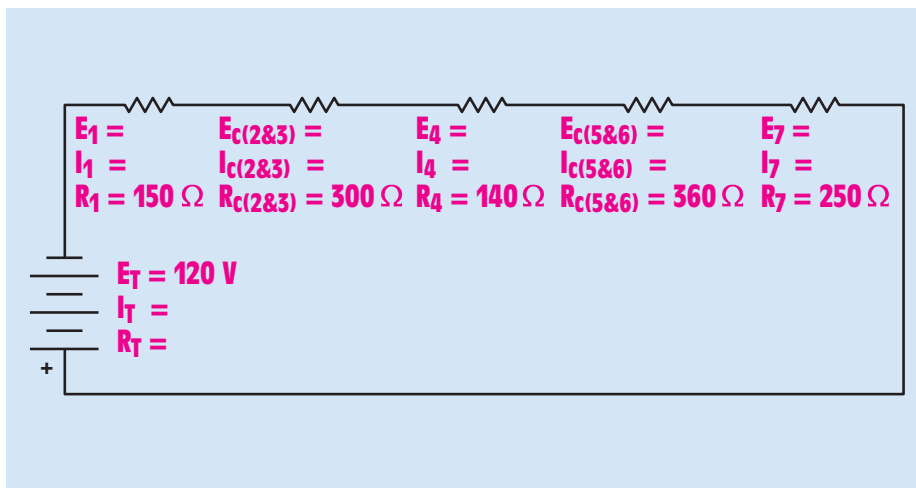 E1 = Ec(2&3) = E4 = Ec(5&6) = E7 =
I1 = Ic(2&3) = I4 = Ic(5&6) = I7 =
R1 = 150 Ω Rc(2&3) = 300 Ω R4 = 140 Ω Rc(5&6) = 360 Ω R7 = 250 Ω
ET = 120 V
IT =
RT =
+